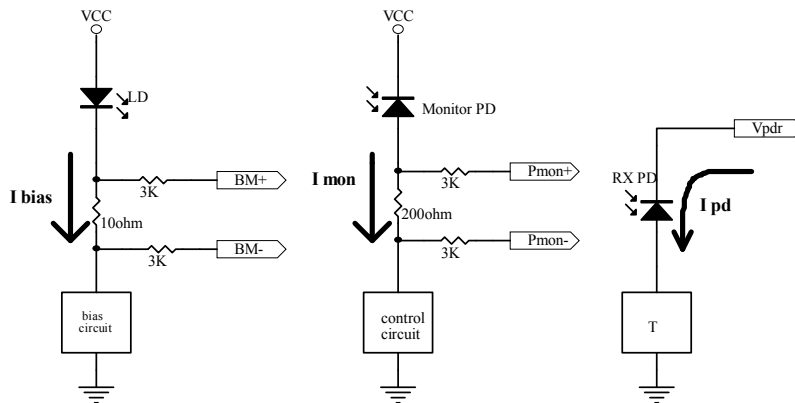 VCC
LD
I bias
3K
BM+
10ohm
3K
BM-
bias
circuit
VCC
Monitor PD
I mon
3K
Pmon+
200ohm
3K
Pmon-
control
circuit
Vpdr
RX PD
I pd
T